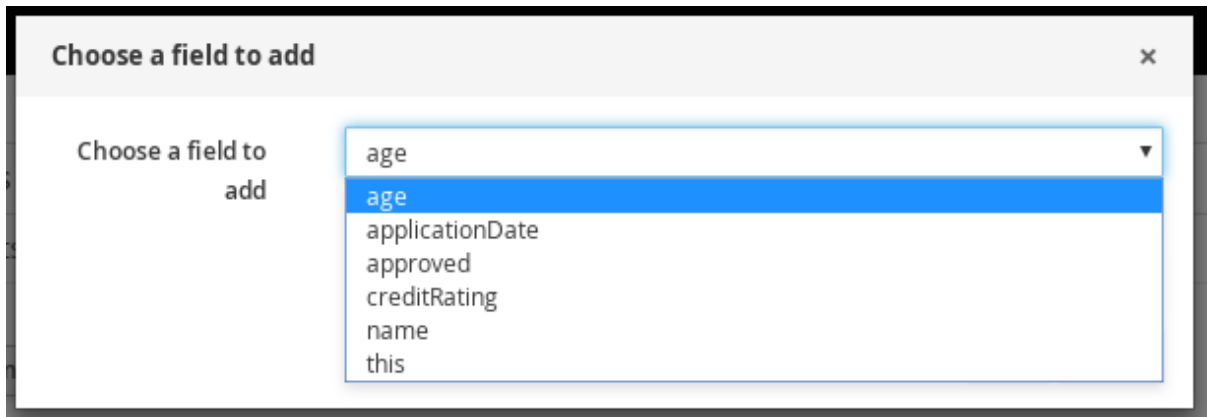 Choose a field to add ×
Choose a field to
add
age
age
applicationDate
approved
creditRating
name
this